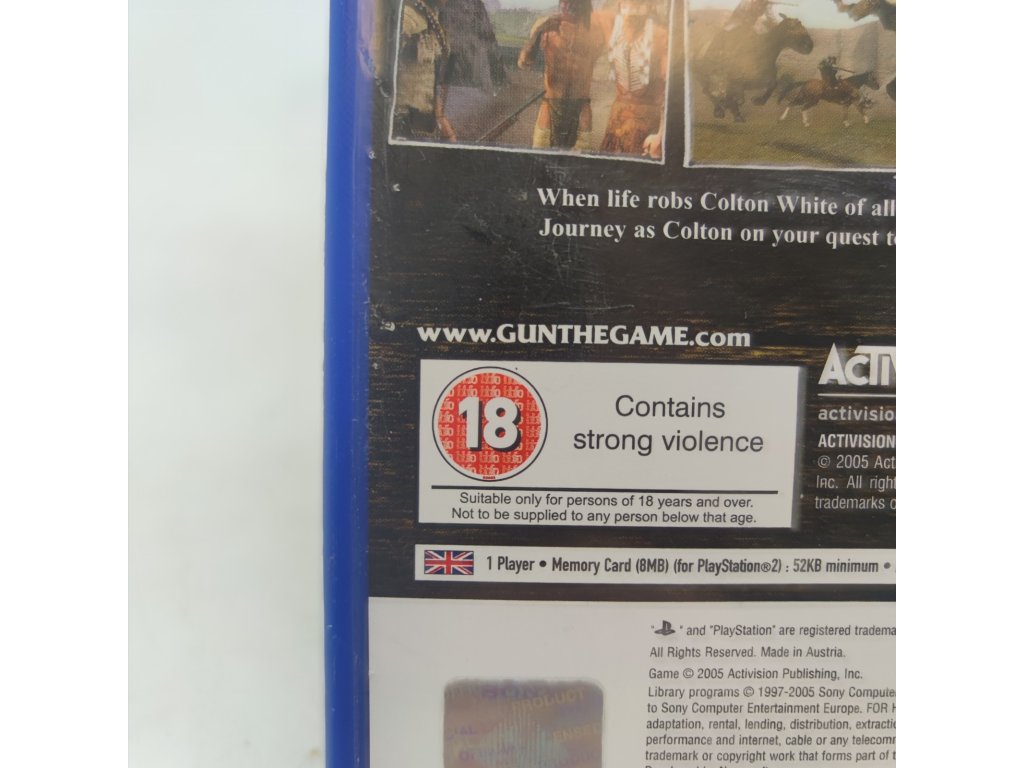 When life robs Colton White of all
Journey as Colton on your quest
www.GUNTHEGAME.com
18
Contains
strong violence
Suitable only for persons of 18 years and over.
Not to be supplied to any person below that age.
activisio
ACTIVISION
© 2005 Act
Inc. All righ
trademarks
1 Player • Memory Card (8MB) (for PlayStation®2) : 52KB minimum •
" " and "PlayStation" are registered tradema
All Rights Reserved. Made in Austria.
Game © 2005 Activision Publishing, Inc.
Library programs © 1997-2005 Sony Compute
to Sony Computer Entertainment Europe. FOR
adaptation, rental, lending, distribution, extracti
performance and internet, cable or any telecom
trademark or copyright work that forms part of
PRODUCT